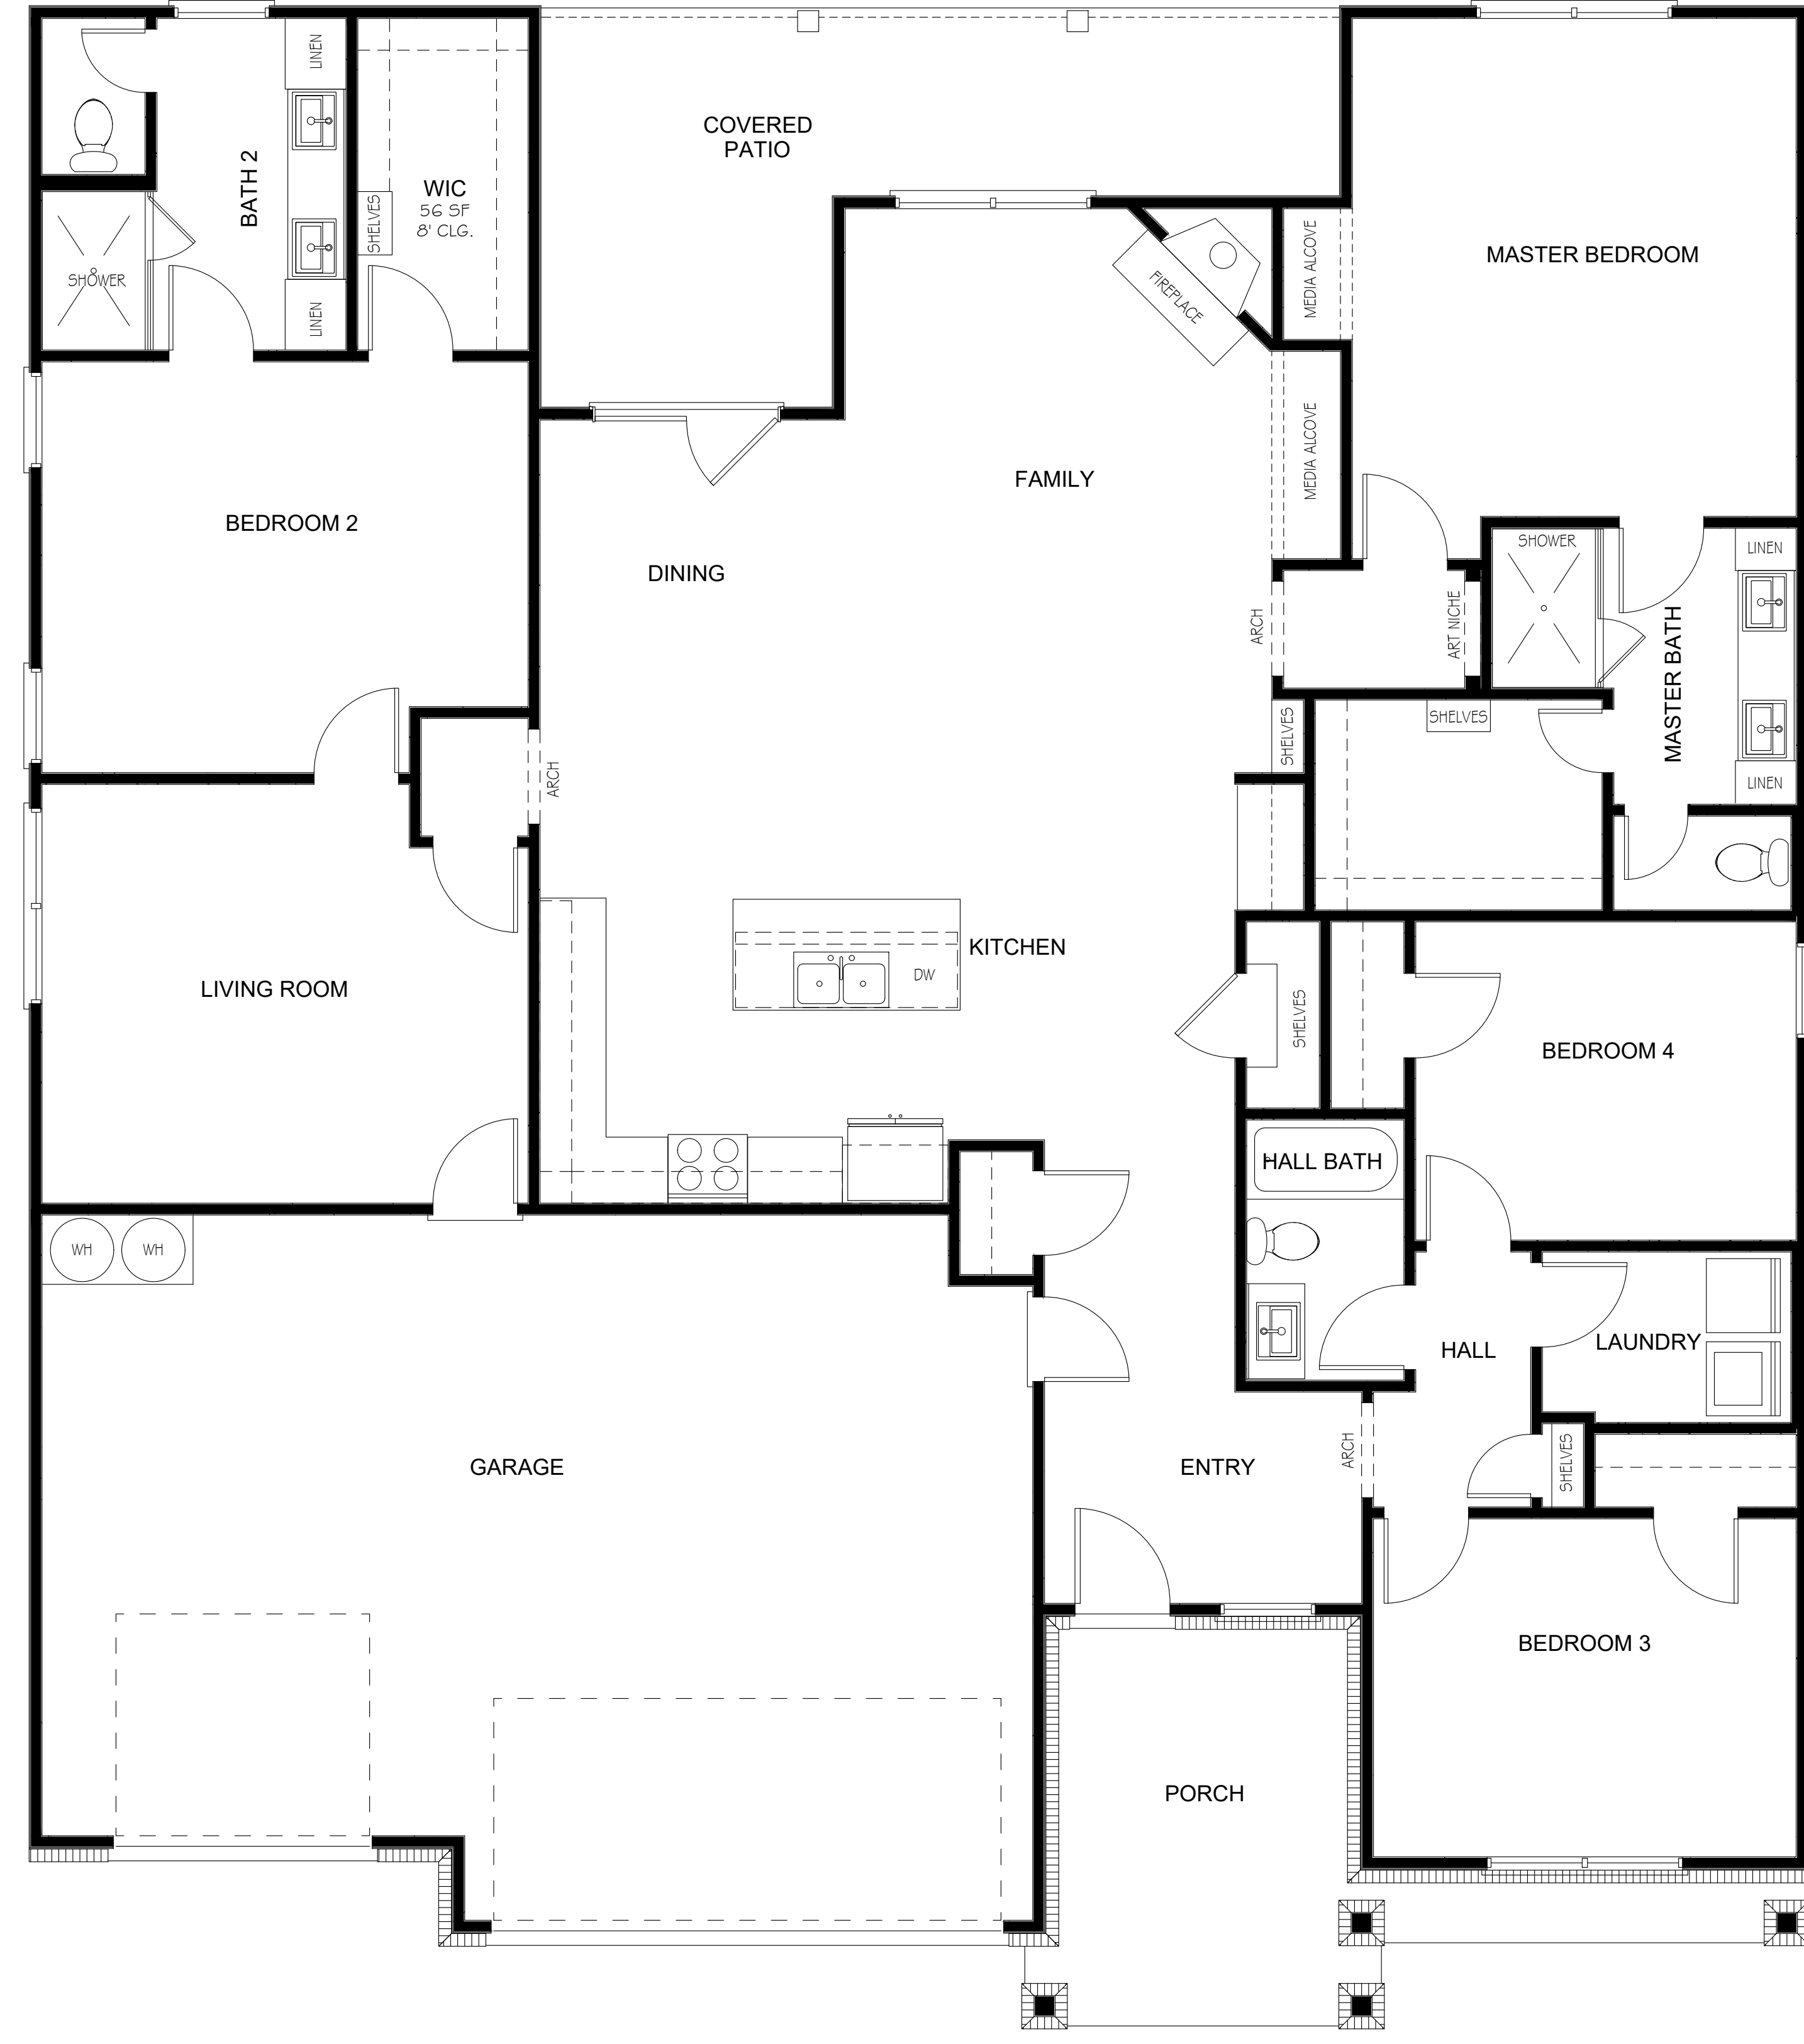 LINEN
BATH 2
WIC
56 SF
8' CLG.
SHELVES
SHOWER
LINEN
COVERED
PATIO
MASTER BEDROOM
MEDIA ALCOVE
FIREPLACE
MEDIA ALCOVE
FAMILY
BEDROOM 2
DINING
SHOWER
LINEN
ARCH
ART NICHE
MASTER BATH
SHELVES
SHELVES
LINEN
ARCH
KITCHEN
DW
LIVING ROOM
SHELVES
BEDROOM 4
HALL BATH
WH
WH
HALL
LAUNDRY
GARAGE
ENTRY
ARCH
SHELVES
BEDROOM 3
PORCH